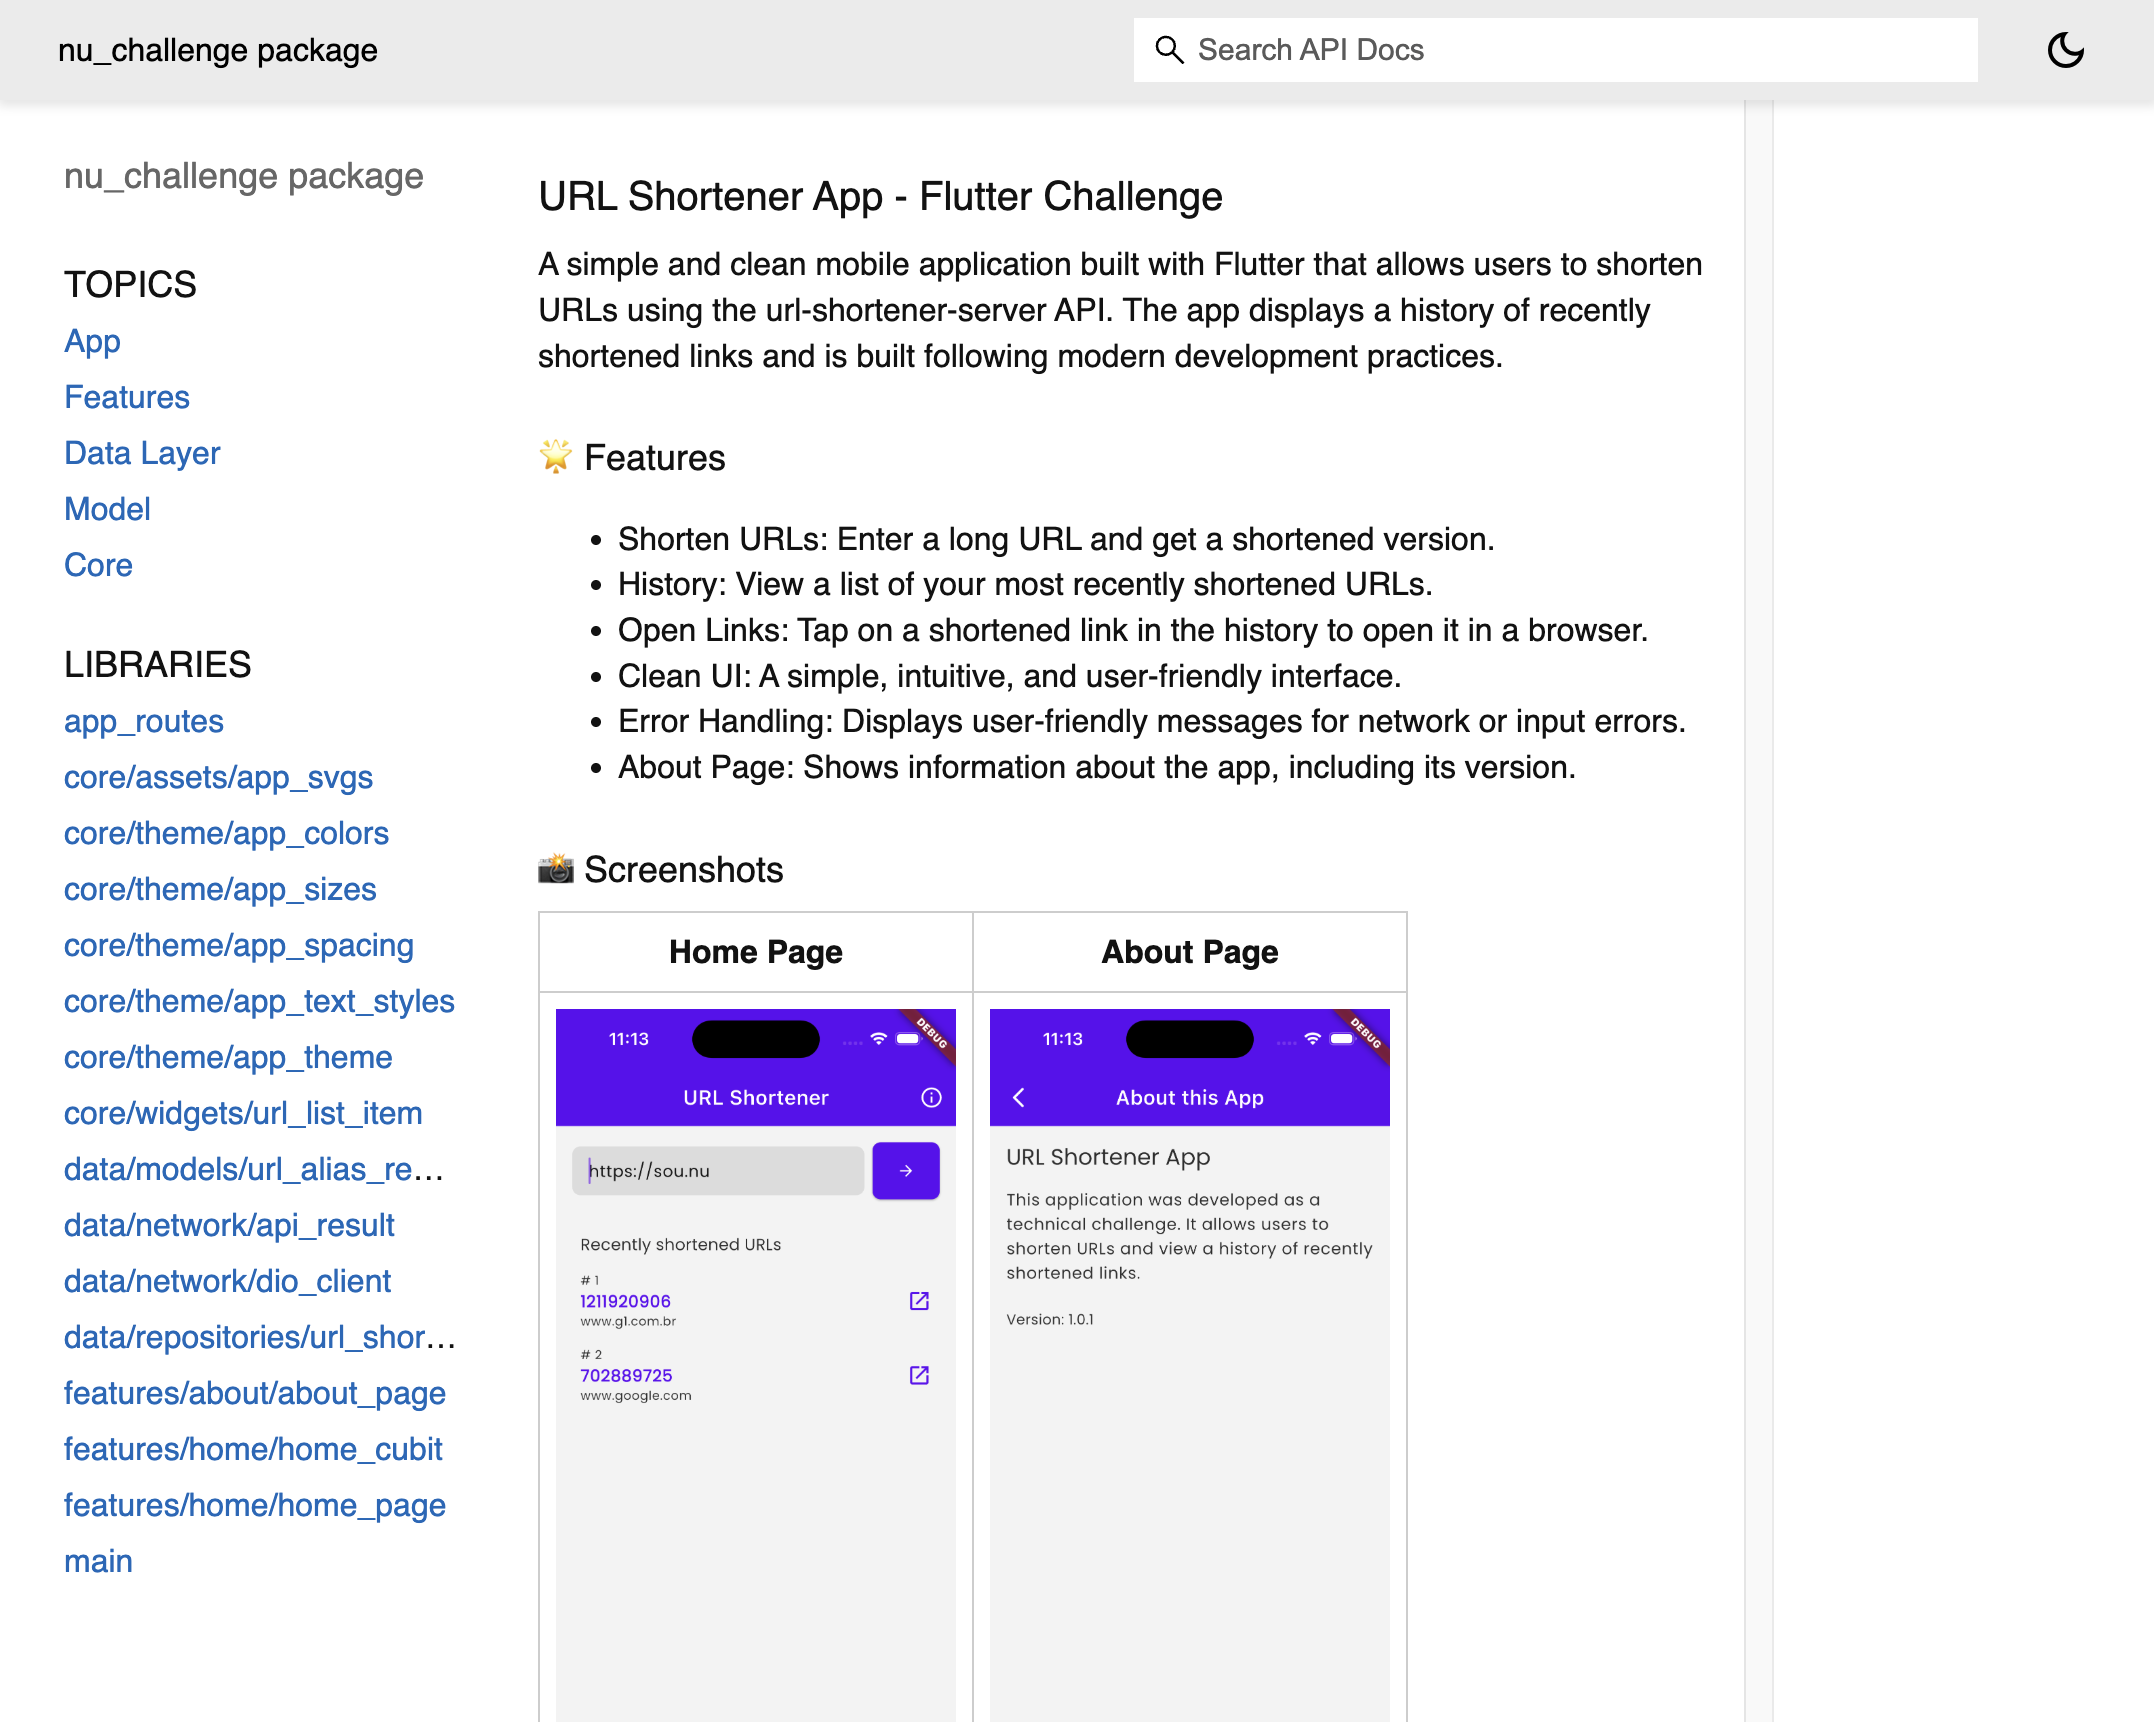 nu_challenge package
Search API Docs
nu_challenge package
TOPICS
App
Features
Data Layer
Model
Core
LIBRARIES
app_routes
core/assets/app_svgs
core/theme/app_colors
core/theme/app_sizes
core/theme/app_spacing
core/theme/app_text_styles
core/theme/app_theme
core/widgets/url_list_item
data/models/url_alias_re…
data/network/api_result
data/network/dio_client
data/repositories/url_shor…
features/about/about_page
features/home/home_cubit
features/home/home_page
main
URL Shortener App - Flutter Challenge
A simple and clean mobile application built with Flutter that allows users to shorten
URLs using the url-shortener-server API. The app displays a history of recently
shortened links and is built following modern development practices.
🌟 Features
• Shorten URLs: Enter a long URL and get a shortened version.
• History: View a list of your most recently shortened URLs.
• Open Links: Tap on a shortened link in the history to open it in a browser.
• Clean UI: A simple, intuitive, and user-friendly interface.
• Error Handling: Displays user-friendly messages for network or input errors.
• About Page: Shows information about the app, including its version.
📸 Screenshots
Home Page
11:13
DEBUG
URL Shortener
https://sou.nu
Recently shortened URLs
# 1
1211920906
www.g1.com.br
# 2
702889725
www.google.com
About Page
11:13
DEBUG
About this App
URL Shortener App
This application was developed as a
technical challenge. It allows users to
shorten URLs and view a history of recently
shortened links.
Version: 1.0.1